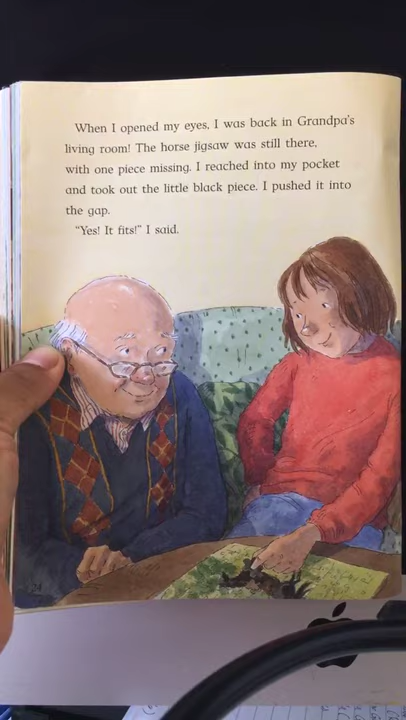 When I opened my eyes, I was back in Grandpa's
living room! The horse jigsaw was still there,
with one piece missing. I reached into my pocket
and took out the little black piece. I pushed it into
the gap.
"Yes! It fits!" I said.
24